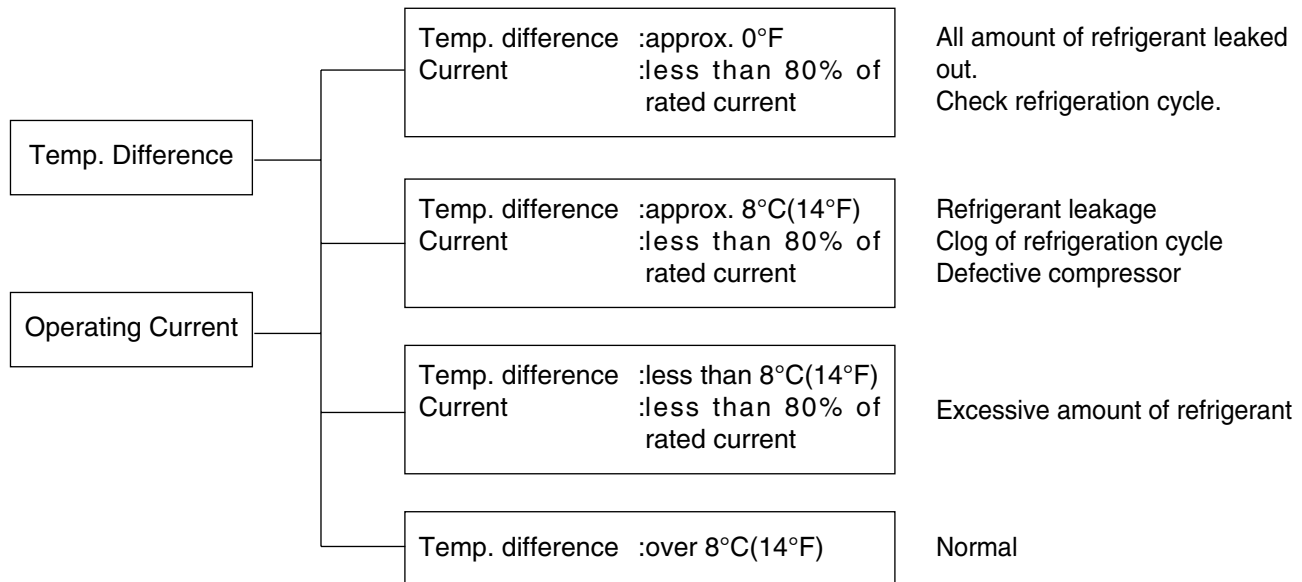 Temp. Difference
Operating Current
Temp. difference :approx. 0°F
Current :less than 80% of
rated current
All amount of refrigerant leaked
out.
Check refrigeration cycle.
Temp. difference :approx. 8°C(14°F)
Current :less than 80% of
rated current
Refrigerant leakage
Clog of refrigeration cycle
Defective compressor
Temp. difference :less than 8°C(14°F)
Current :less than 80% of
rated current
Excessive amount of refrigerant
Temp. difference :over 8°C(14°F)
Normal